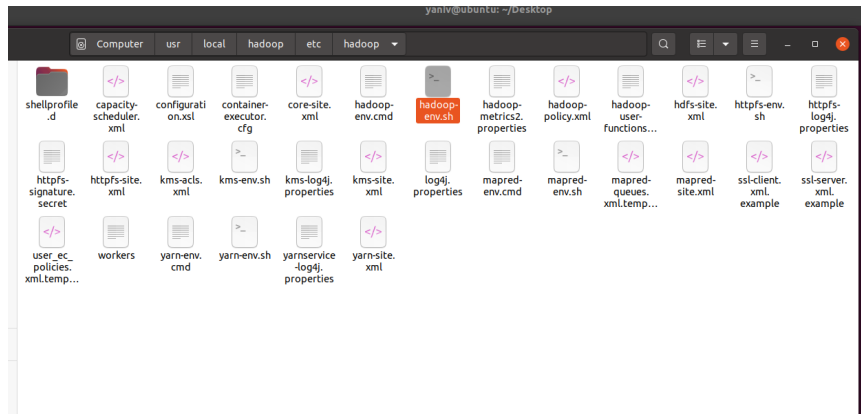 yaniv@ubuntu: ~/Desktop
Computer usr local hadoop etc hadoop
shellprofile
.d
capacity-
scheduler.
xml
configurati
on.xsl
container-
executor.
cfg
core-site.
xml
hadoop-
env.cmd
hadoop-
env.sh
hadoop-
metrics2.
properties
hadoop-
policy.xml
hadoop-
user-
functions...
hdfs-site.
xml
httpfs-env.
sh
httpfs-
log4j.
properties
httpfs-
signature.
secret
httpfs-site.
xml
kms-acls.
xml
kms-env.sh
kms-log4j.
properties
kms-site.
xml
log4j.
properties
mapred-
env.cmd
mapred-
env.sh
mapred-
queues.
xml.temp...
mapred-
site.xml
ssl-client.
xml.
example
ssl-server.
xml.
example
user_ec_
policies.
xml.temp...
workers
yarn-env.
cmd
yarn-env.sh
yarnservice
-log4j.
properties
yarn-site.
xml